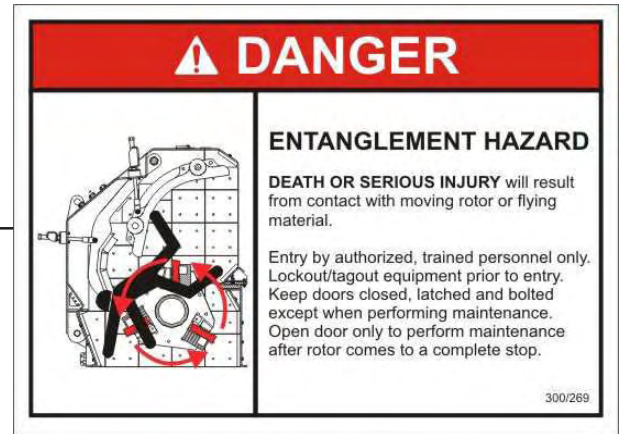 DANGER
ENTANGLEMENT HAZARD
DEATH OR SERIOUS INJURY will result
from contact with moving rotor or flying
material.
Entry by authorized, trained personnel only.
Lockout/tagout equipment prior to entry.
Keep doors closed, latched and bolted
except when performing maintenance.
Open door only to perform maintenance
after rotor comes to a complete stop.
300/269